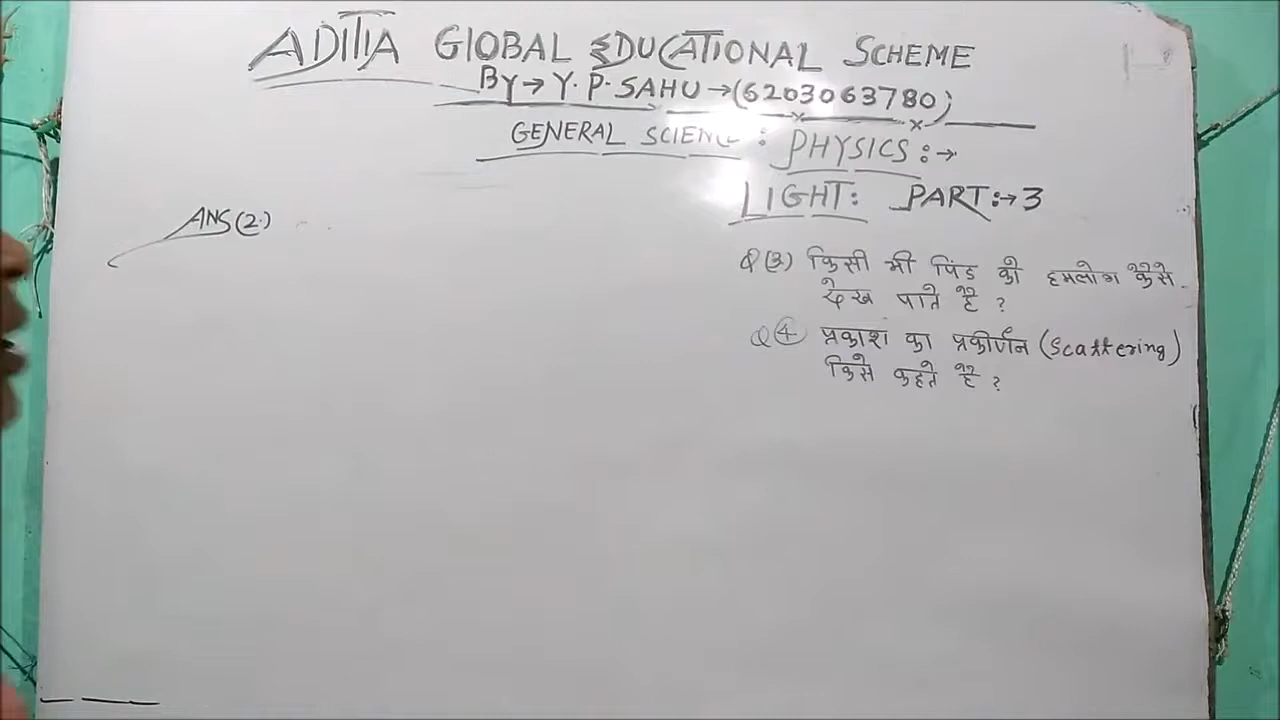 ADITIA GLOBAL EDUCATIONAL SCHEME
BY → Y.P. SAHU → (6203063780)
GENERAL SCIENCE : PHYSICS :→
LIGHT: PART:→ 3
ANS (2.)
Q (3) किसी भी पिंड को हमलोग कैसे
देख पाते है ?
Q ④ प्रकाश का प्रकीर्णन (Scattering)
किसे कहते है ?